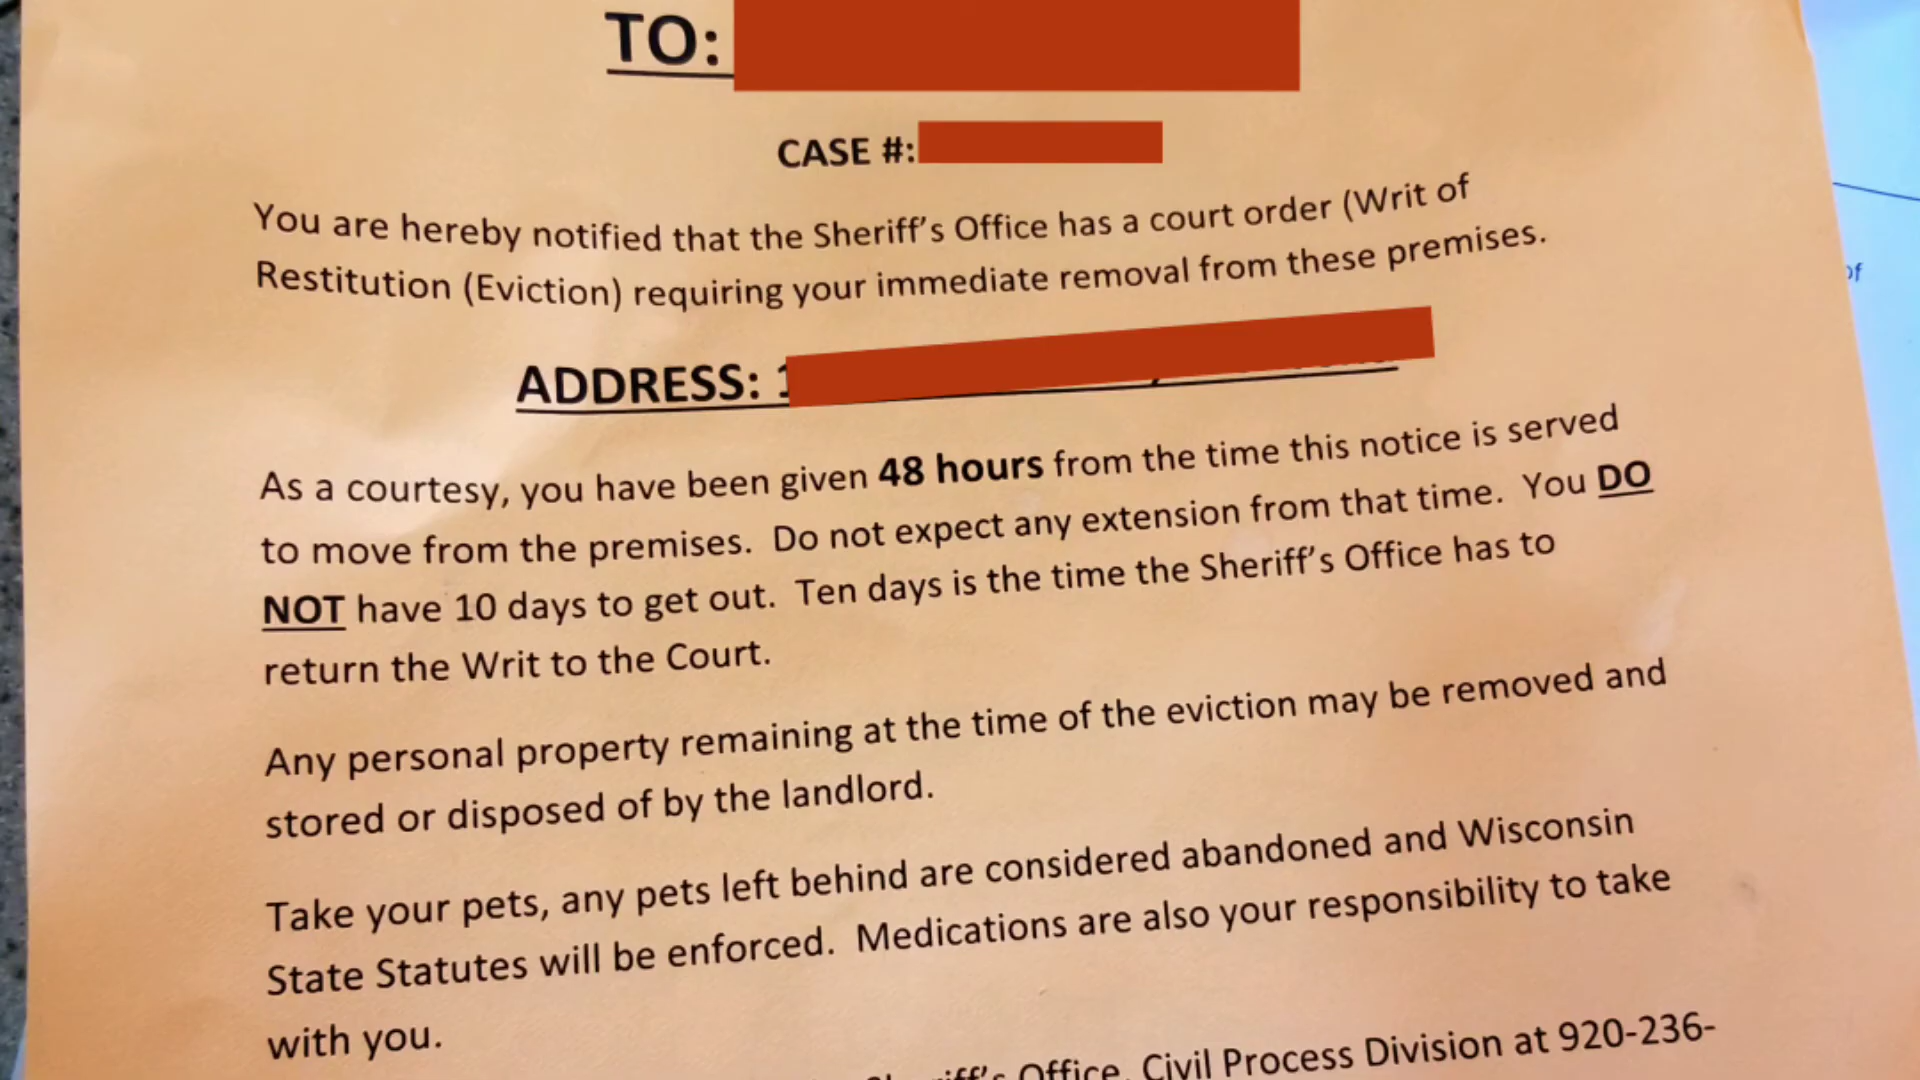 TO:
CASE #:
You are hereby notified that the Sheriff's Office has a court order (Writ of
Restitution (Eviction) requiring your immediate removal from these premises.
ADDRESS: 1
As a courtesy, you have been given 48 hours from the time this notice is served
to move from the premises. Do not expect any extension from that time. You DO
NOT have 10 days to get out. Ten days is the time the Sheriff's Office has to
return the Writ to the Court.
Any personal property remaining at the time of the eviction may be removed and
stored or disposed of by the landlord.
Take your pets, any pets left behind are considered abandoned and Wisconsin
State Statutes will be enforced. Medications are also your responsibility to take
with you.
Sheriff's Office, Civil Process Division at 920-236-
of